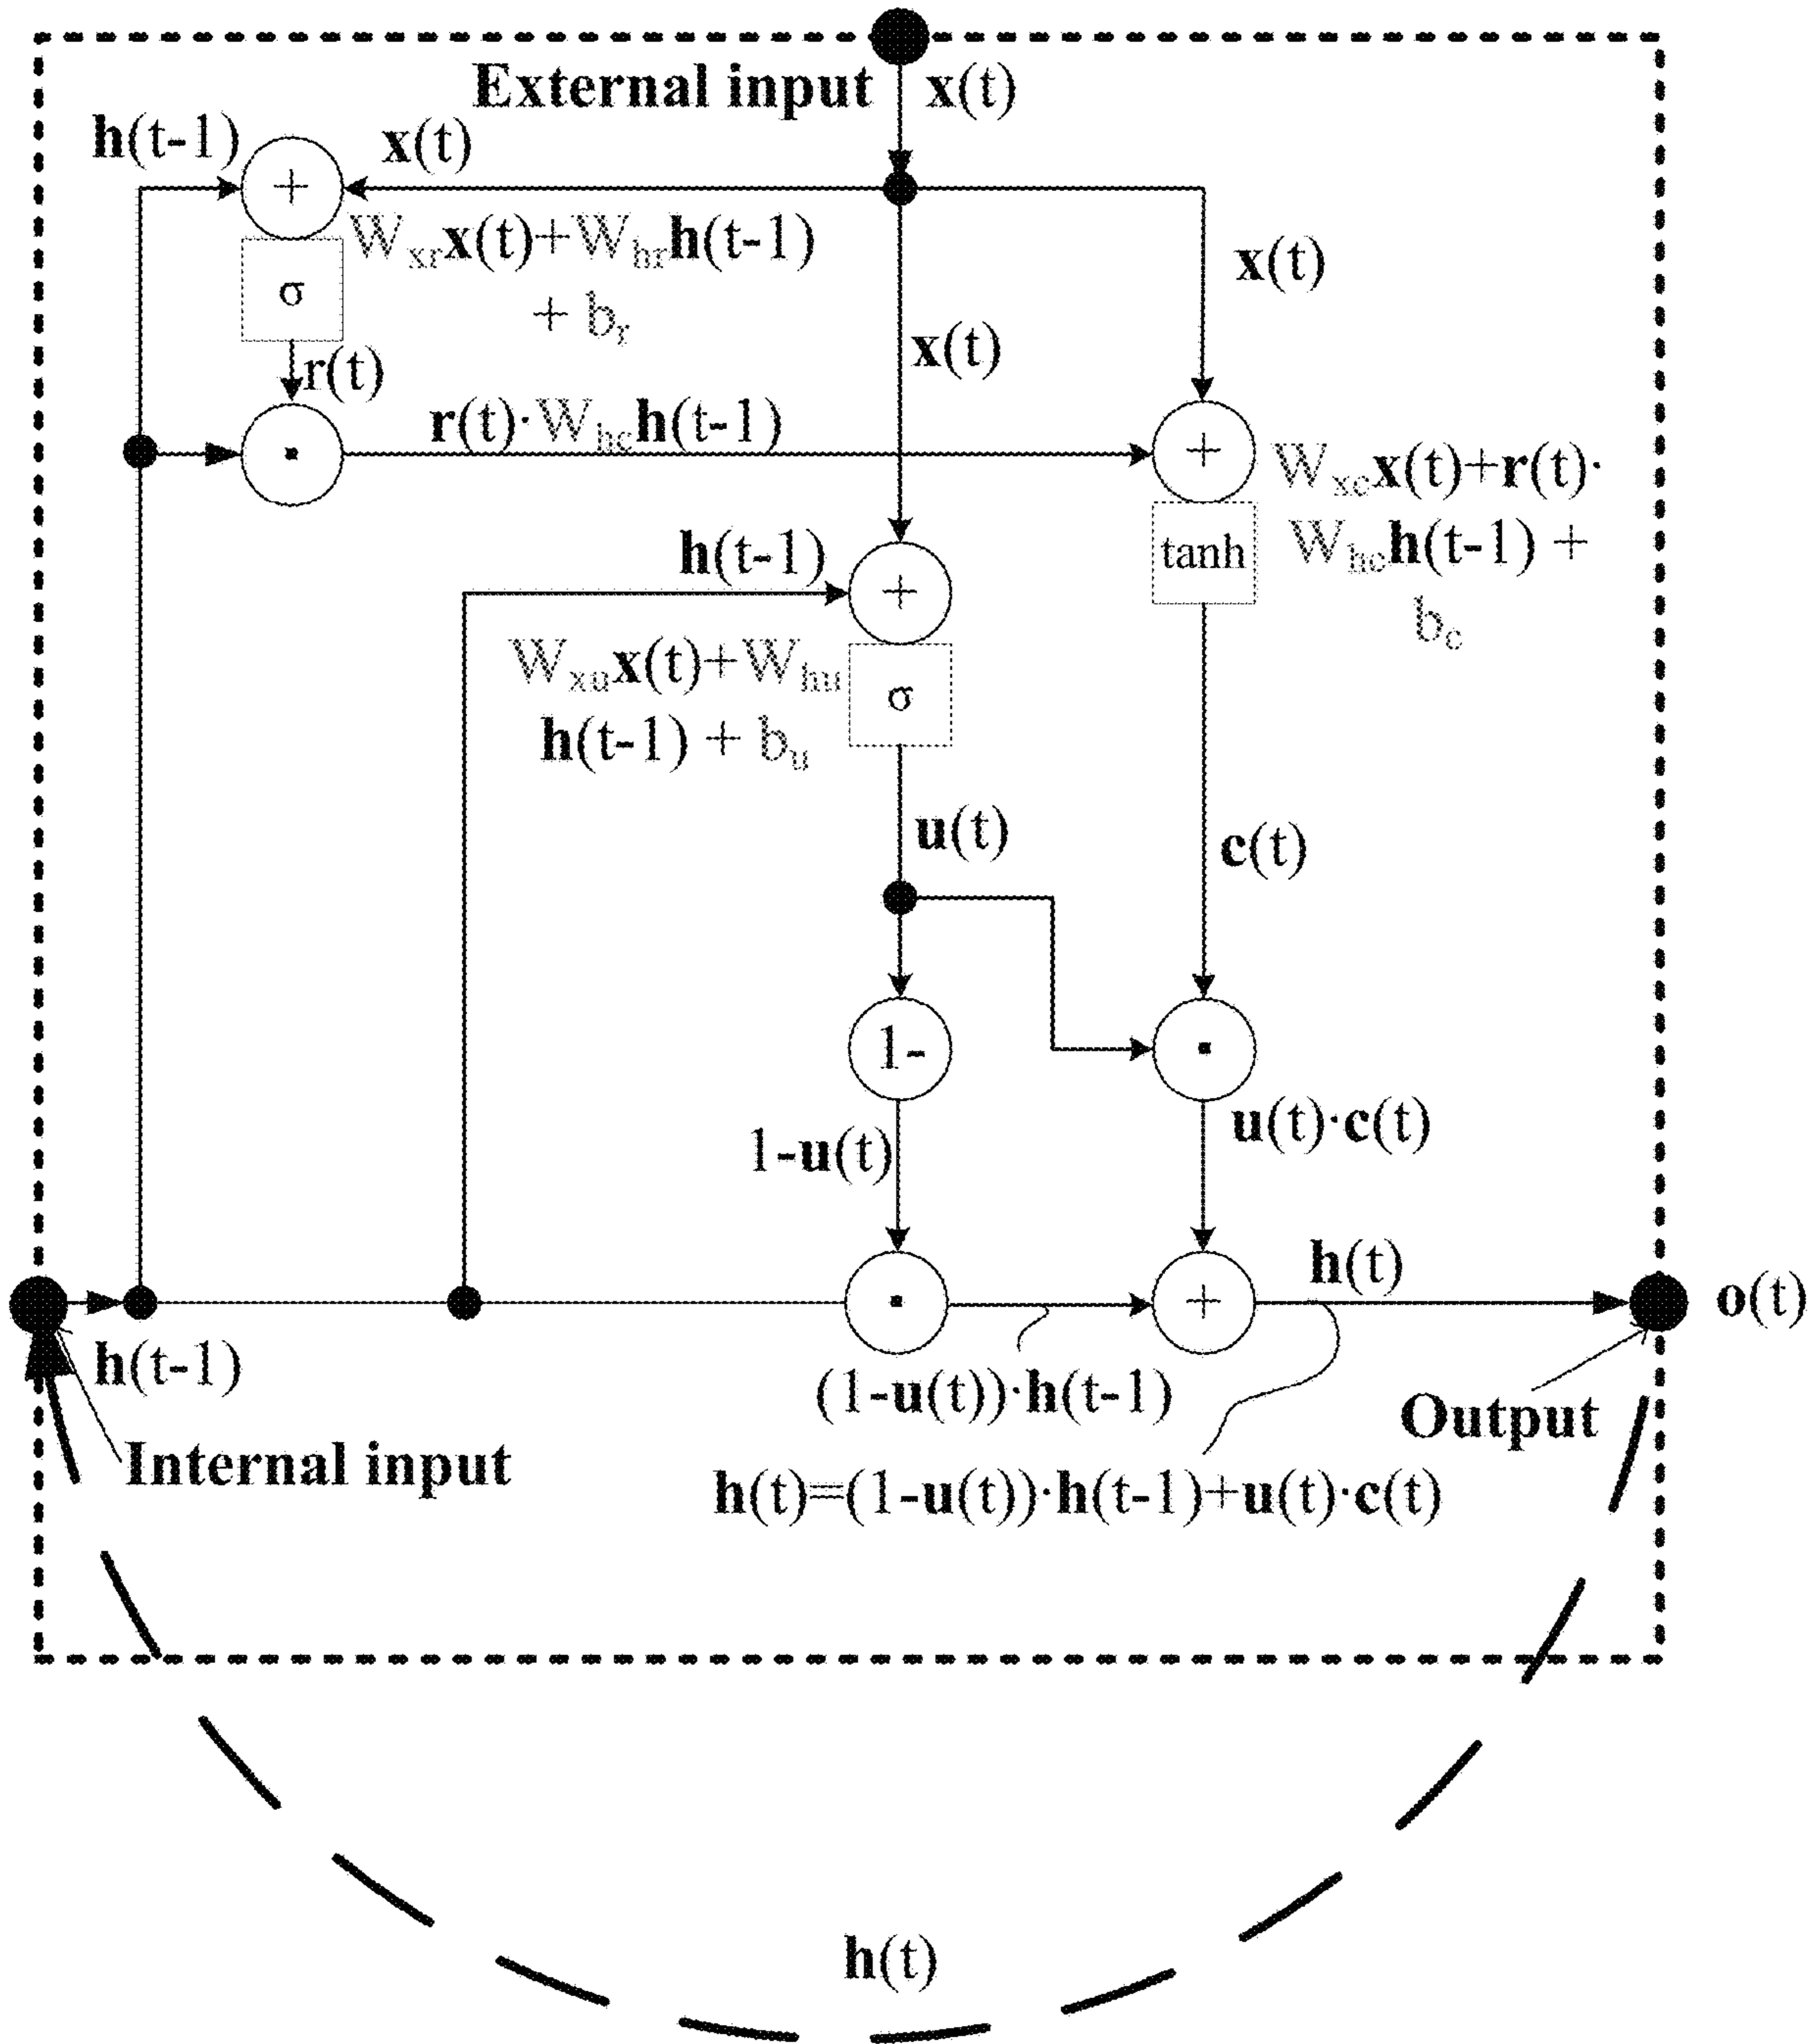 External input
x(t)
h(t-1)
x(t)
+
W_xr x(t)+W_hr h(t-1)
+ b_r
σ
x(t)
r(t)
x(t)
r(t)·W_hc h(t-1)
·
+
W_xc x(t)+r(t)·
W_hc h(t-1) +
b_c
tanh
h(t-1)
+
W_xu x(t)+W_hu
h(t-1) + b_u
σ
u(t)
c(t)
1-
·
u(t)·c(t)
1-u(t)
h(t)
·
+
o(t)
h(t-1)
(1-u(t))·h(t-1)
Output
Internal input
h(t)=(1-u(t))·h(t-1)+u(t)·c(t)
h(t)